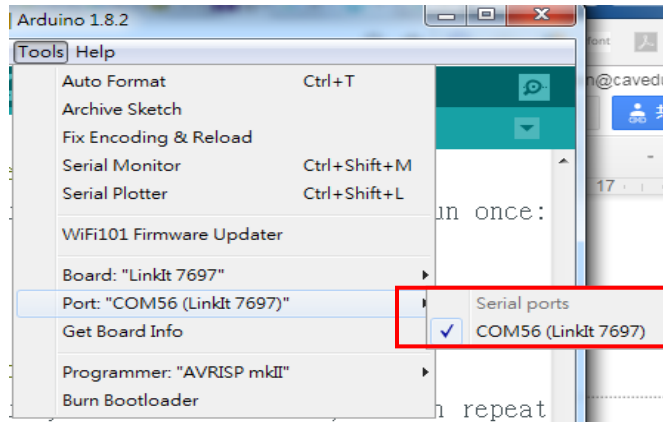 Arduino 1.8.2
Tools Help
Auto Format Ctrl+T
Archive Sketch
Fix Encoding & Reload
Serial Monitor Ctrl+Shift+M
Serial Plotter Ctrl+Shift+L
un once:
WiFi101 Firmware Updater
Board: "LinkIt 7697"
Port: "COM56 (LinkIt 7697)"
Serial ports
COM56 (LinkIt 7697)
Get Board Info
Programmer: "AVRISP mkII"
Burn Bootloader
repeat
font
n@cavedu
17